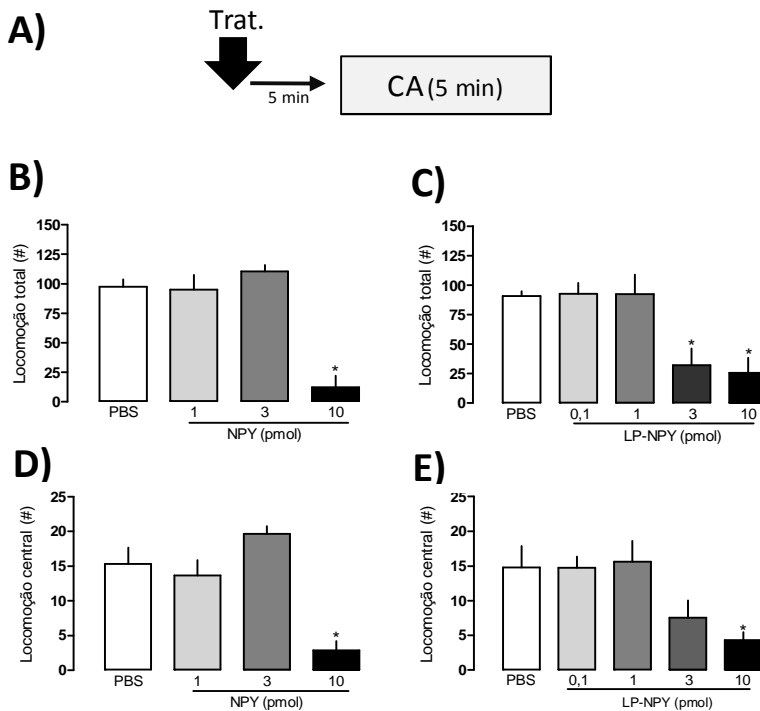 A)
Trat.
5 min
CA (5 min)
B)
Locomoção total (#)
150
125
100
75
50
25
0
*
PBS
1
3
10
NPY (pmol)
C)
Locomoção total (#)
150
125
100
75
50
25
0
*
*
PBS
0,1
1
3
10
LP-NPY (pmol)
D)
Locomoção central (#)
25
20
15
10
5
0
*
PBS
1
3
10
NPY (pmol)
E)
Locomoção central (#)
25
20
15
10
5
0
*
PBS
0,1
1
3
10
LP-NPY (pmol)